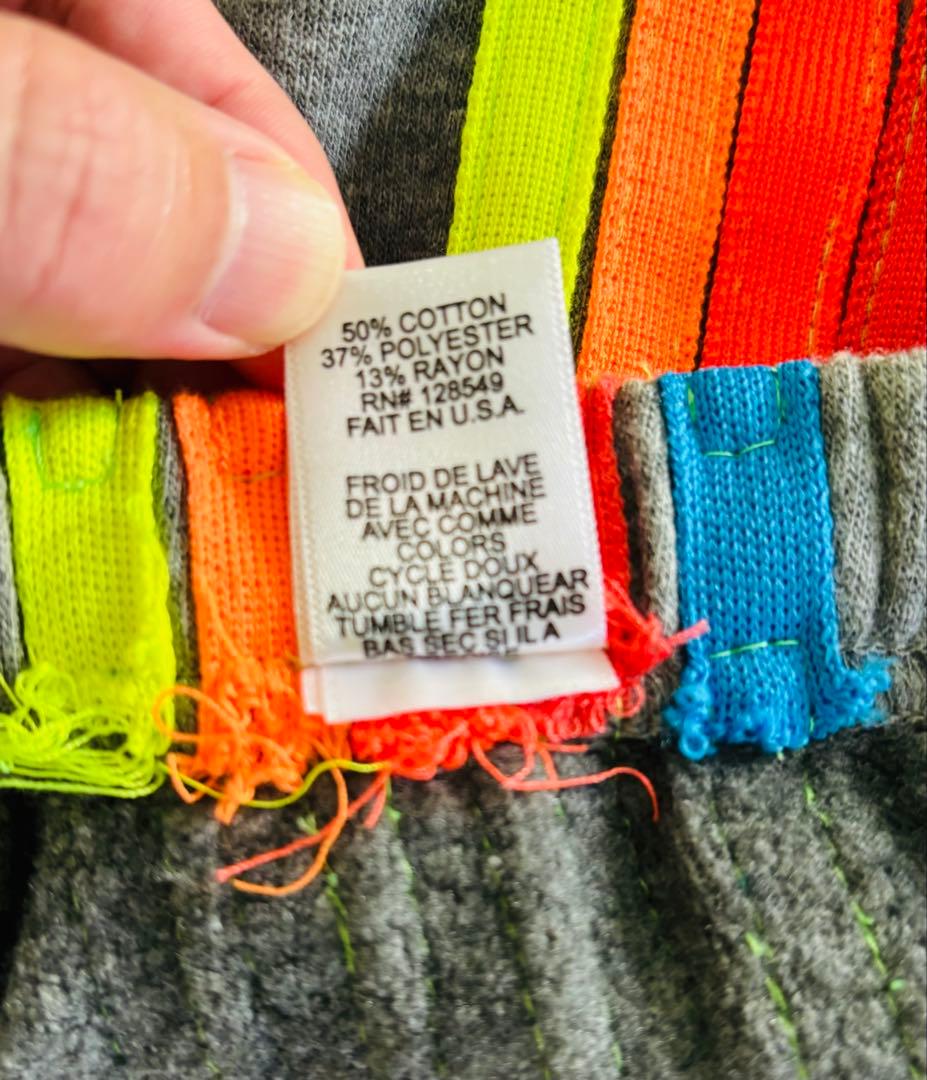 50% COTTON
37% POLYESTER
13% RAYON
RN# 128549
FAIT EN U.S.A.
FROID DE LAVE
DE LA MACHINE
AVEC COMME
COLORS
CYCLE DOUX
AUCUN BLANQUEAR
TUMBLE FER FRAIS
BAS SEC SI IL A